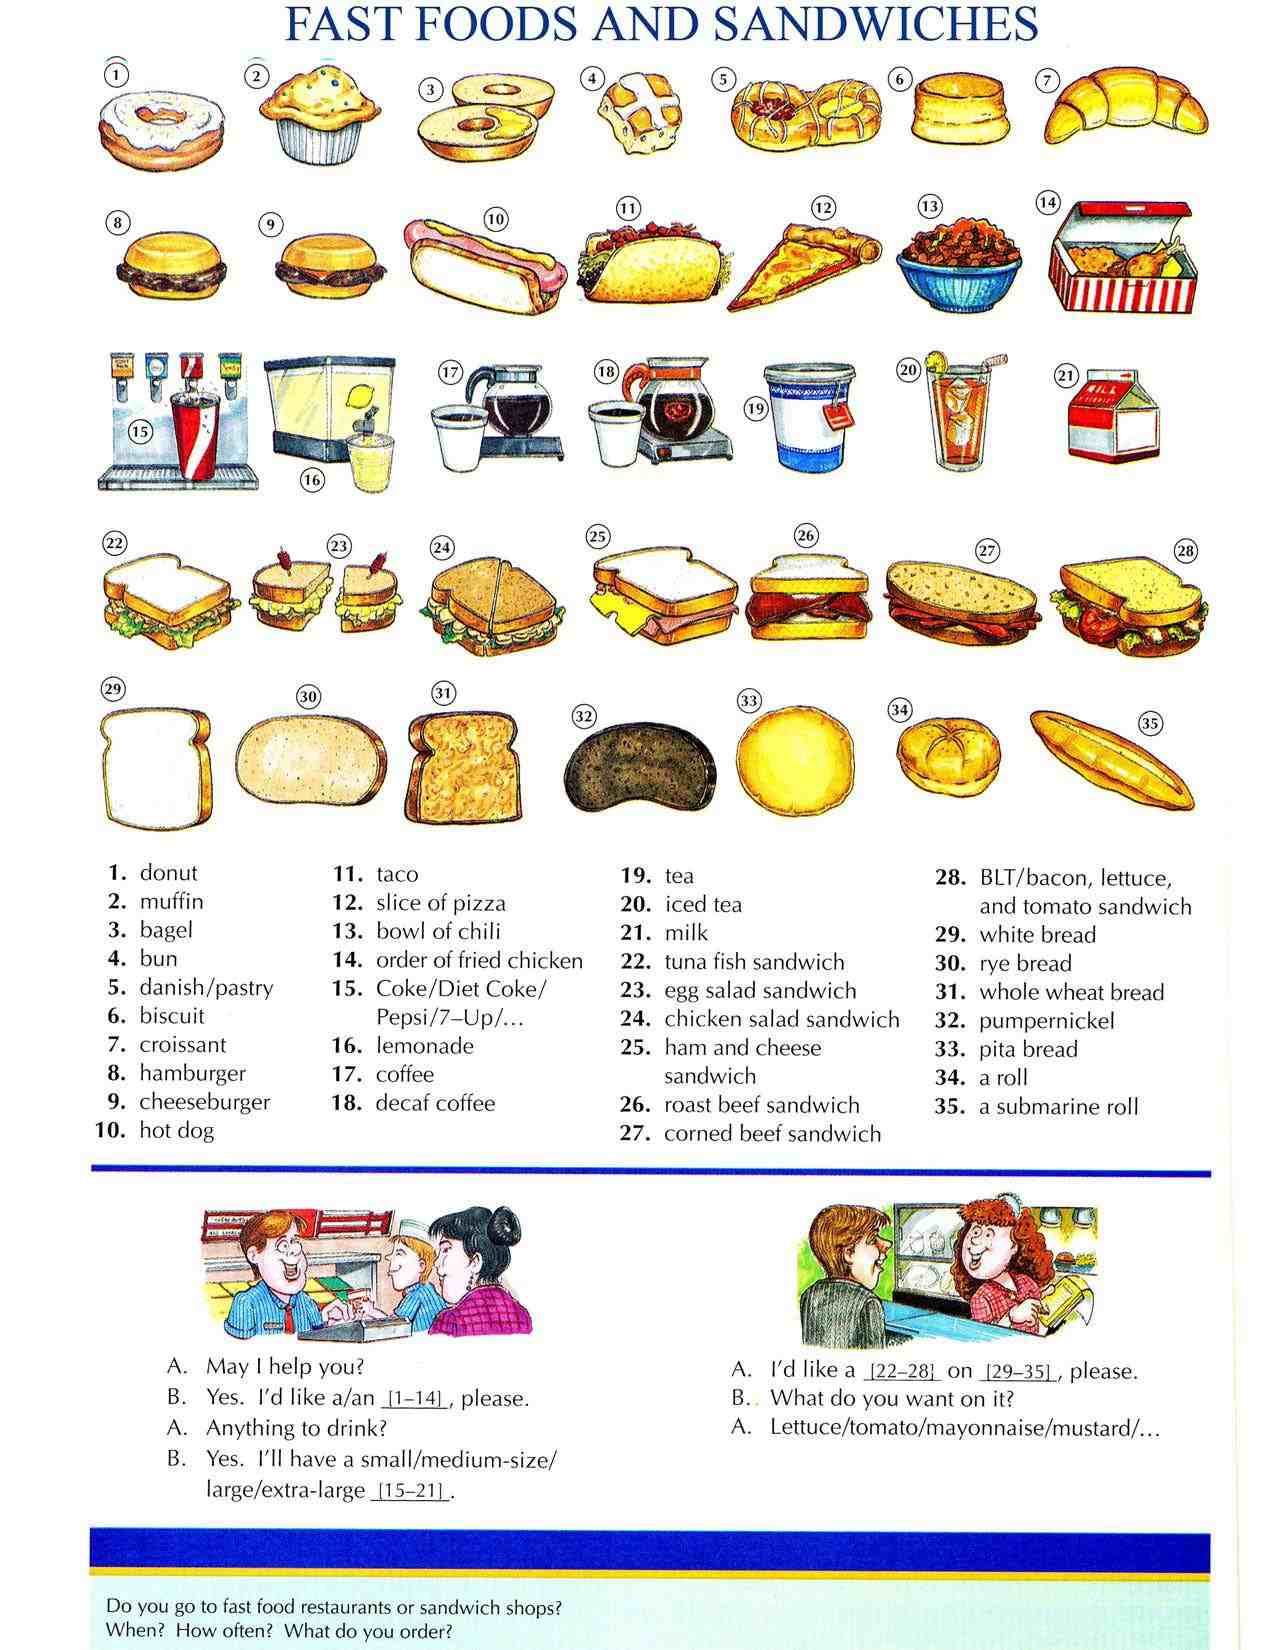 FAST FOODS AND SANDWICHES
1 2 3 4 5 6 7
8 9 10 11 12 13 14
15 16 17 18 19 20 21
MILK
22 23 24 25 26 27 28
29 30 31 32 33 34 35
1. donut
2. muffin
3. bagel
4. bun
5. danish/pastry
6. biscuit
7. croissant
8. hamburger
9. cheeseburger
10. hot dog
11. taco
12. slice of pizza
13. bowl of chili
14. order of fried chicken
15. Coke/Diet Coke/
Pepsi/7–Up/...
16. lemonade
17. coffee
18. decaf coffee
19. tea
20. iced tea
21. milk
22. tuna fish sandwich
23. egg salad sandwich
24. chicken salad sandwich
25. ham and cheese
sandwich
26. roast beef sandwich
27. corned beef sandwich
28. BLT/bacon, lettuce,
and tomato sandwich
29. white bread
30. rye bread
31. whole wheat bread
32. pumpernickel
33. pita bread
34. a roll
35. a submarine roll
A. May I help you?
B. Yes. I'd like a/an [1–14], please.
A. Anything to drink?
B. Yes. I'll have a small/medium-size/
large/extra-large [15–21].
A. I'd like a [22–28] on [29–35], please.
B. What do you want on it?
A. Lettuce/tomato/mayonnaise/mustard/...
Do you go to fast food restaurants or sandwich shops?
When? How often? What do you order?